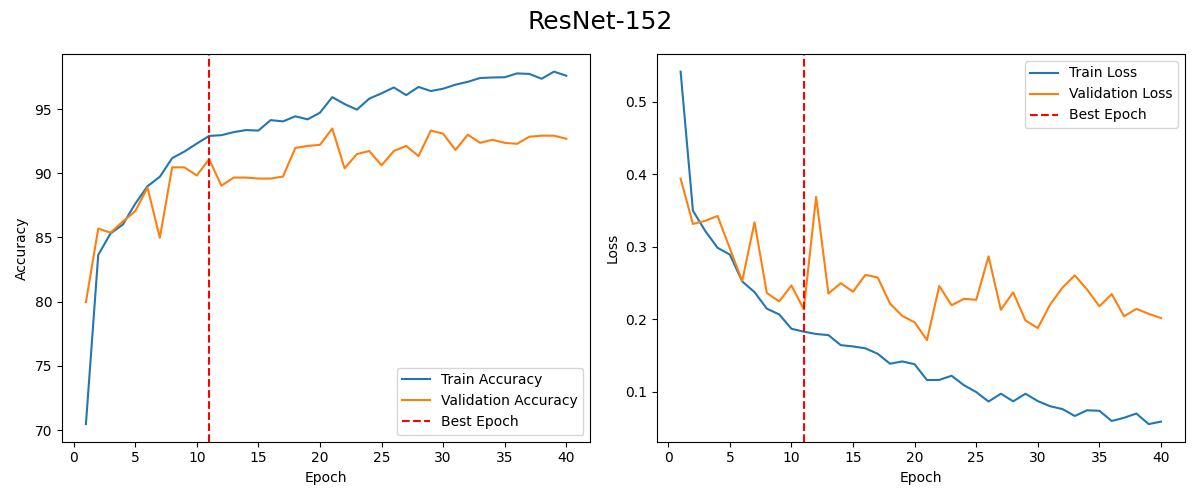 ResNet-152
Accuracy
95
90
85
80
75
70
0 5 10 15 20 25 30 35 40
Epoch
Train Accuracy
Validation Accuracy
Best Epoch
Loss
0.5
0.4
0.3
0.2
0.1
0 5 10 15 20 25 30 35 40
Epoch
Train Loss
Validation Loss
Best Epoch